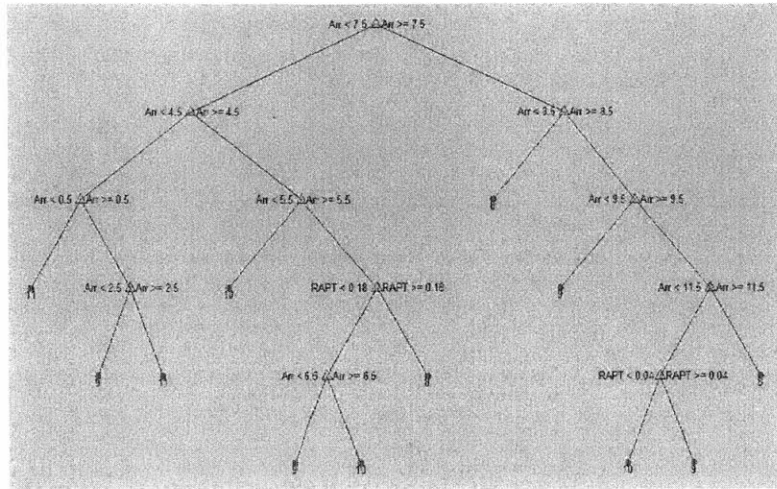 Arr < 7.5 Arr >= 7.5
Arr < 4.5 Arr >= 4.5 Arr < 8.5 Arr >= 8.5
Arr < 0.5 Arr >= 0.5 Arr < 5.5 Arr >= 5.5 Arr < 9.5 Arr >= 9.5
11 Arr < 2.5 Arr >= 2.5 RAPT < 0.18 RAPT >= 0.18 9 Arr < 11.5 Arr >= 11.5
Arr < 6.5 Arr >= 6.5 RAPT < 0.04 RAPT >= 0.04
10